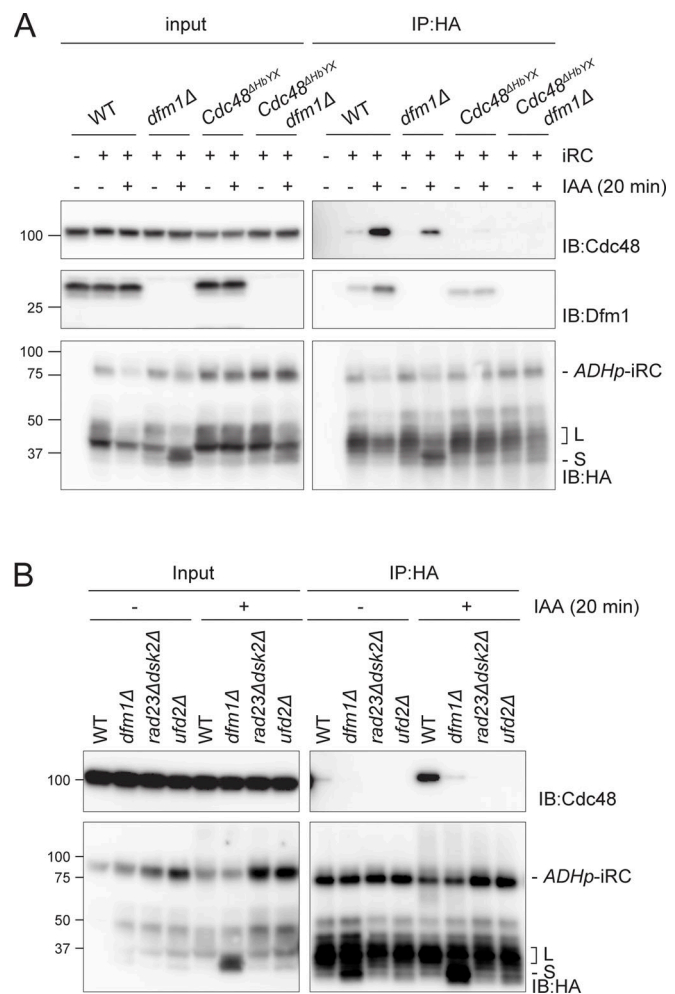 A
input IP:HA
WT dfm1Δ Cdc48ΔHbYX Cdc48ΔHbYX dfm1Δ WT dfm1Δ Cdc48ΔHbYX Cdc48ΔHbYX dfm1Δ
- + + + + + + + + - + + + + + + + + iRC
- - + - + - + - + - - + - + - + - + IAA (20 min)
100 IB:Cdc48
25 IB:Dfm1
100
75 - ADHp-iRC
50
L
37 - S
IB:HA
B
Input IP:HA
- + - + IAA (20 min)
WT dfm1Δ rad23Δdsk2Δ ufd2Δ WT dfm1Δ rad23Δdsk2Δ ufd2Δ WT dfm1Δ rad23Δdsk2Δ ufd2Δ WT dfm1Δ rad23Δdsk2Δ ufd2Δ
100
IB:Cdc48
100
75 - ADHp-iRC
50
37 L
- S
IB:HA